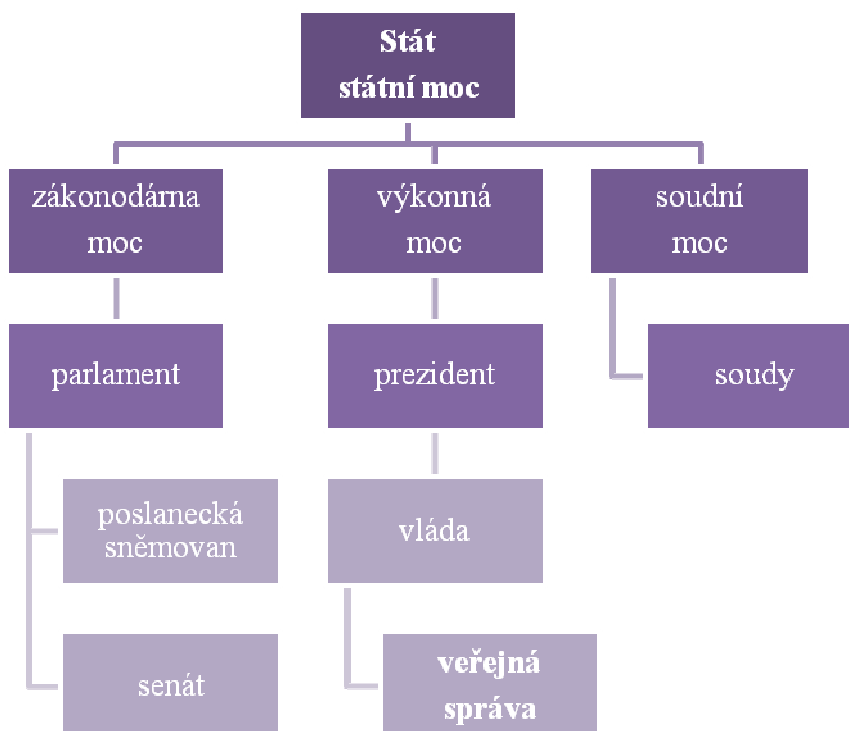 Stát
státní moc
zákonodárna
moc
výkonná
moc
soudní
moc
parlament
prezident
soudy
poslanecká
sněmovan
vláda
senát
veřejná
správa